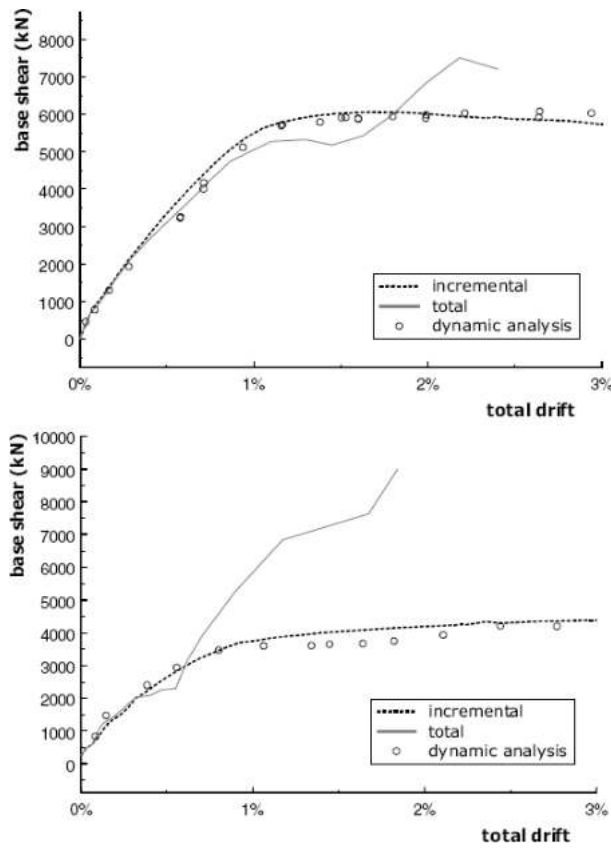 base shear (kN)
8000
7000
6000
5000
4000
3000
2000
1000
0
incremental
total
dynamic analysis
0%
1%
2%
3%
total drift
base shear (kN)
10000
9000
8000
7000
6000
5000
4000
3000
2000
1000
0
incremental
total
dynamic analysis
0%
1%
2%
3%
total drift